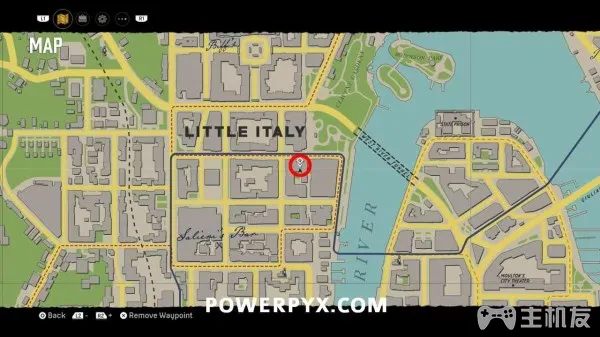 L1
R1
MAP
LITTLE ITALY
Salieri's Bar
RIVER
MOULTON'S
CITY THEATER
POWERPYX.COM
Back
L2
R2
Remove Waypoint
主机友